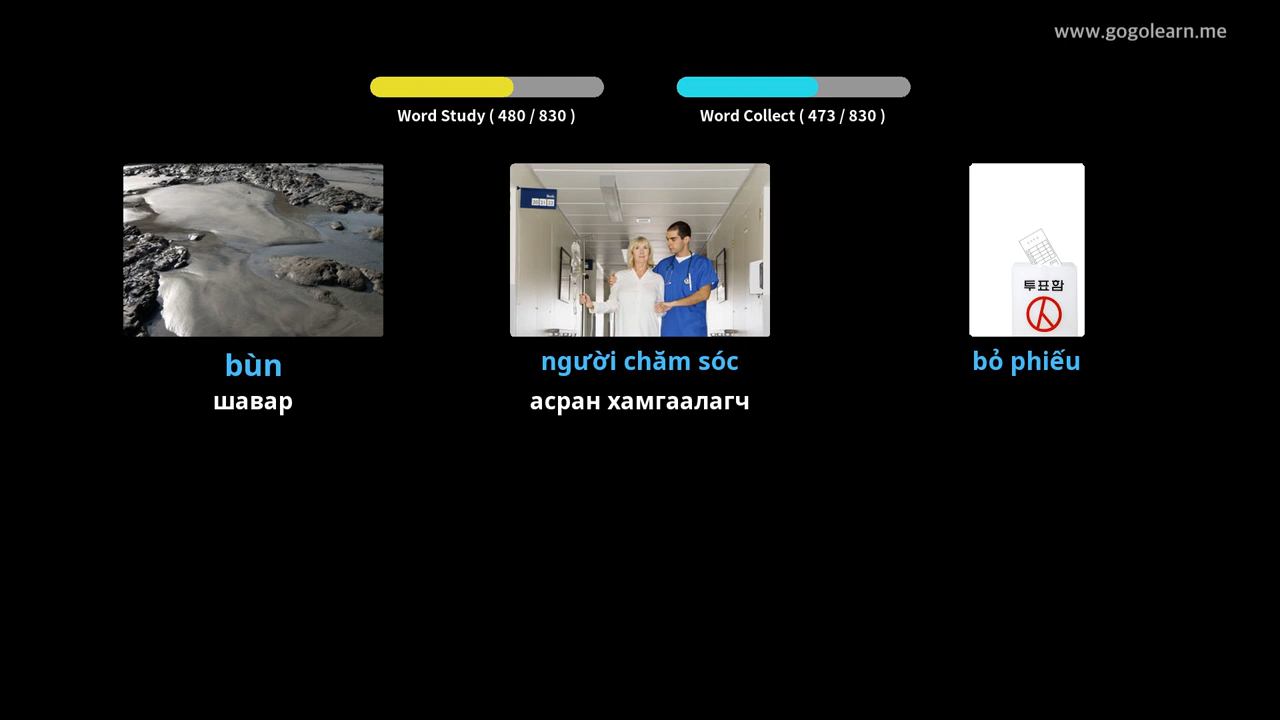 www.gogolearn.me
Word Study ( 480 / 830 )
Word Collect ( 473 / 830 )
투표함
bùn
người chăm sóc
bỏ phiếu
шавар
асран хамгаалагч